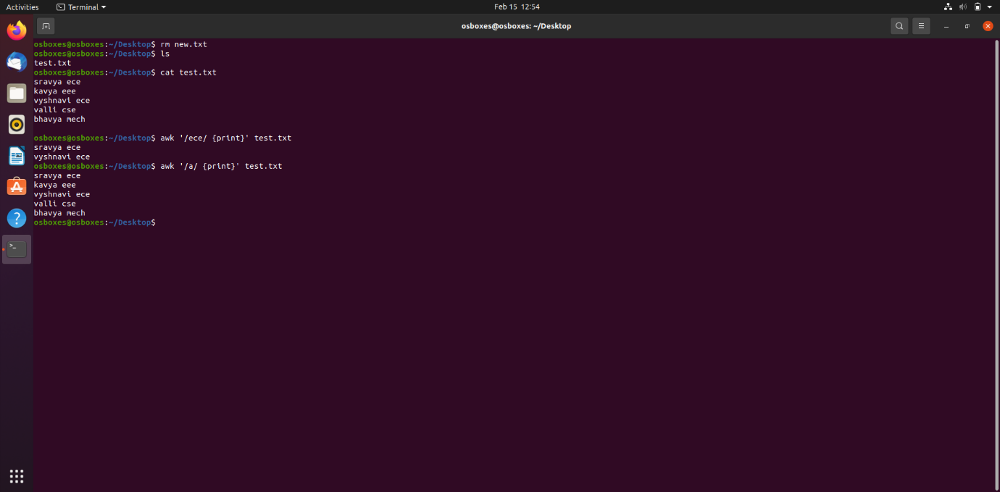 Activities
Terminal
Feb 15 12:54
osboxes@osboxes: ~/Desktop
osboxes@osboxes:~/Desktop$ rm new.txt
osboxes@osboxes:~/Desktop$ ls
test.txt
osboxes@osboxes:~/Desktop$ cat test.txt
sravya ece
kavya eee
vyshnavi ece
valli cse
bhavya mech
osboxes@osboxes:~/Desktop$ awk '/ece/ {print}' test.txt
sravya ece
vyshnavi ece
osboxes@osboxes:~/Desktop$ awk '/a/ {print}' test.txt
sravya ece
kavya eee
vyshnavi ece
valli cse
bhavya mech
osboxes@osboxes:~/Desktop$